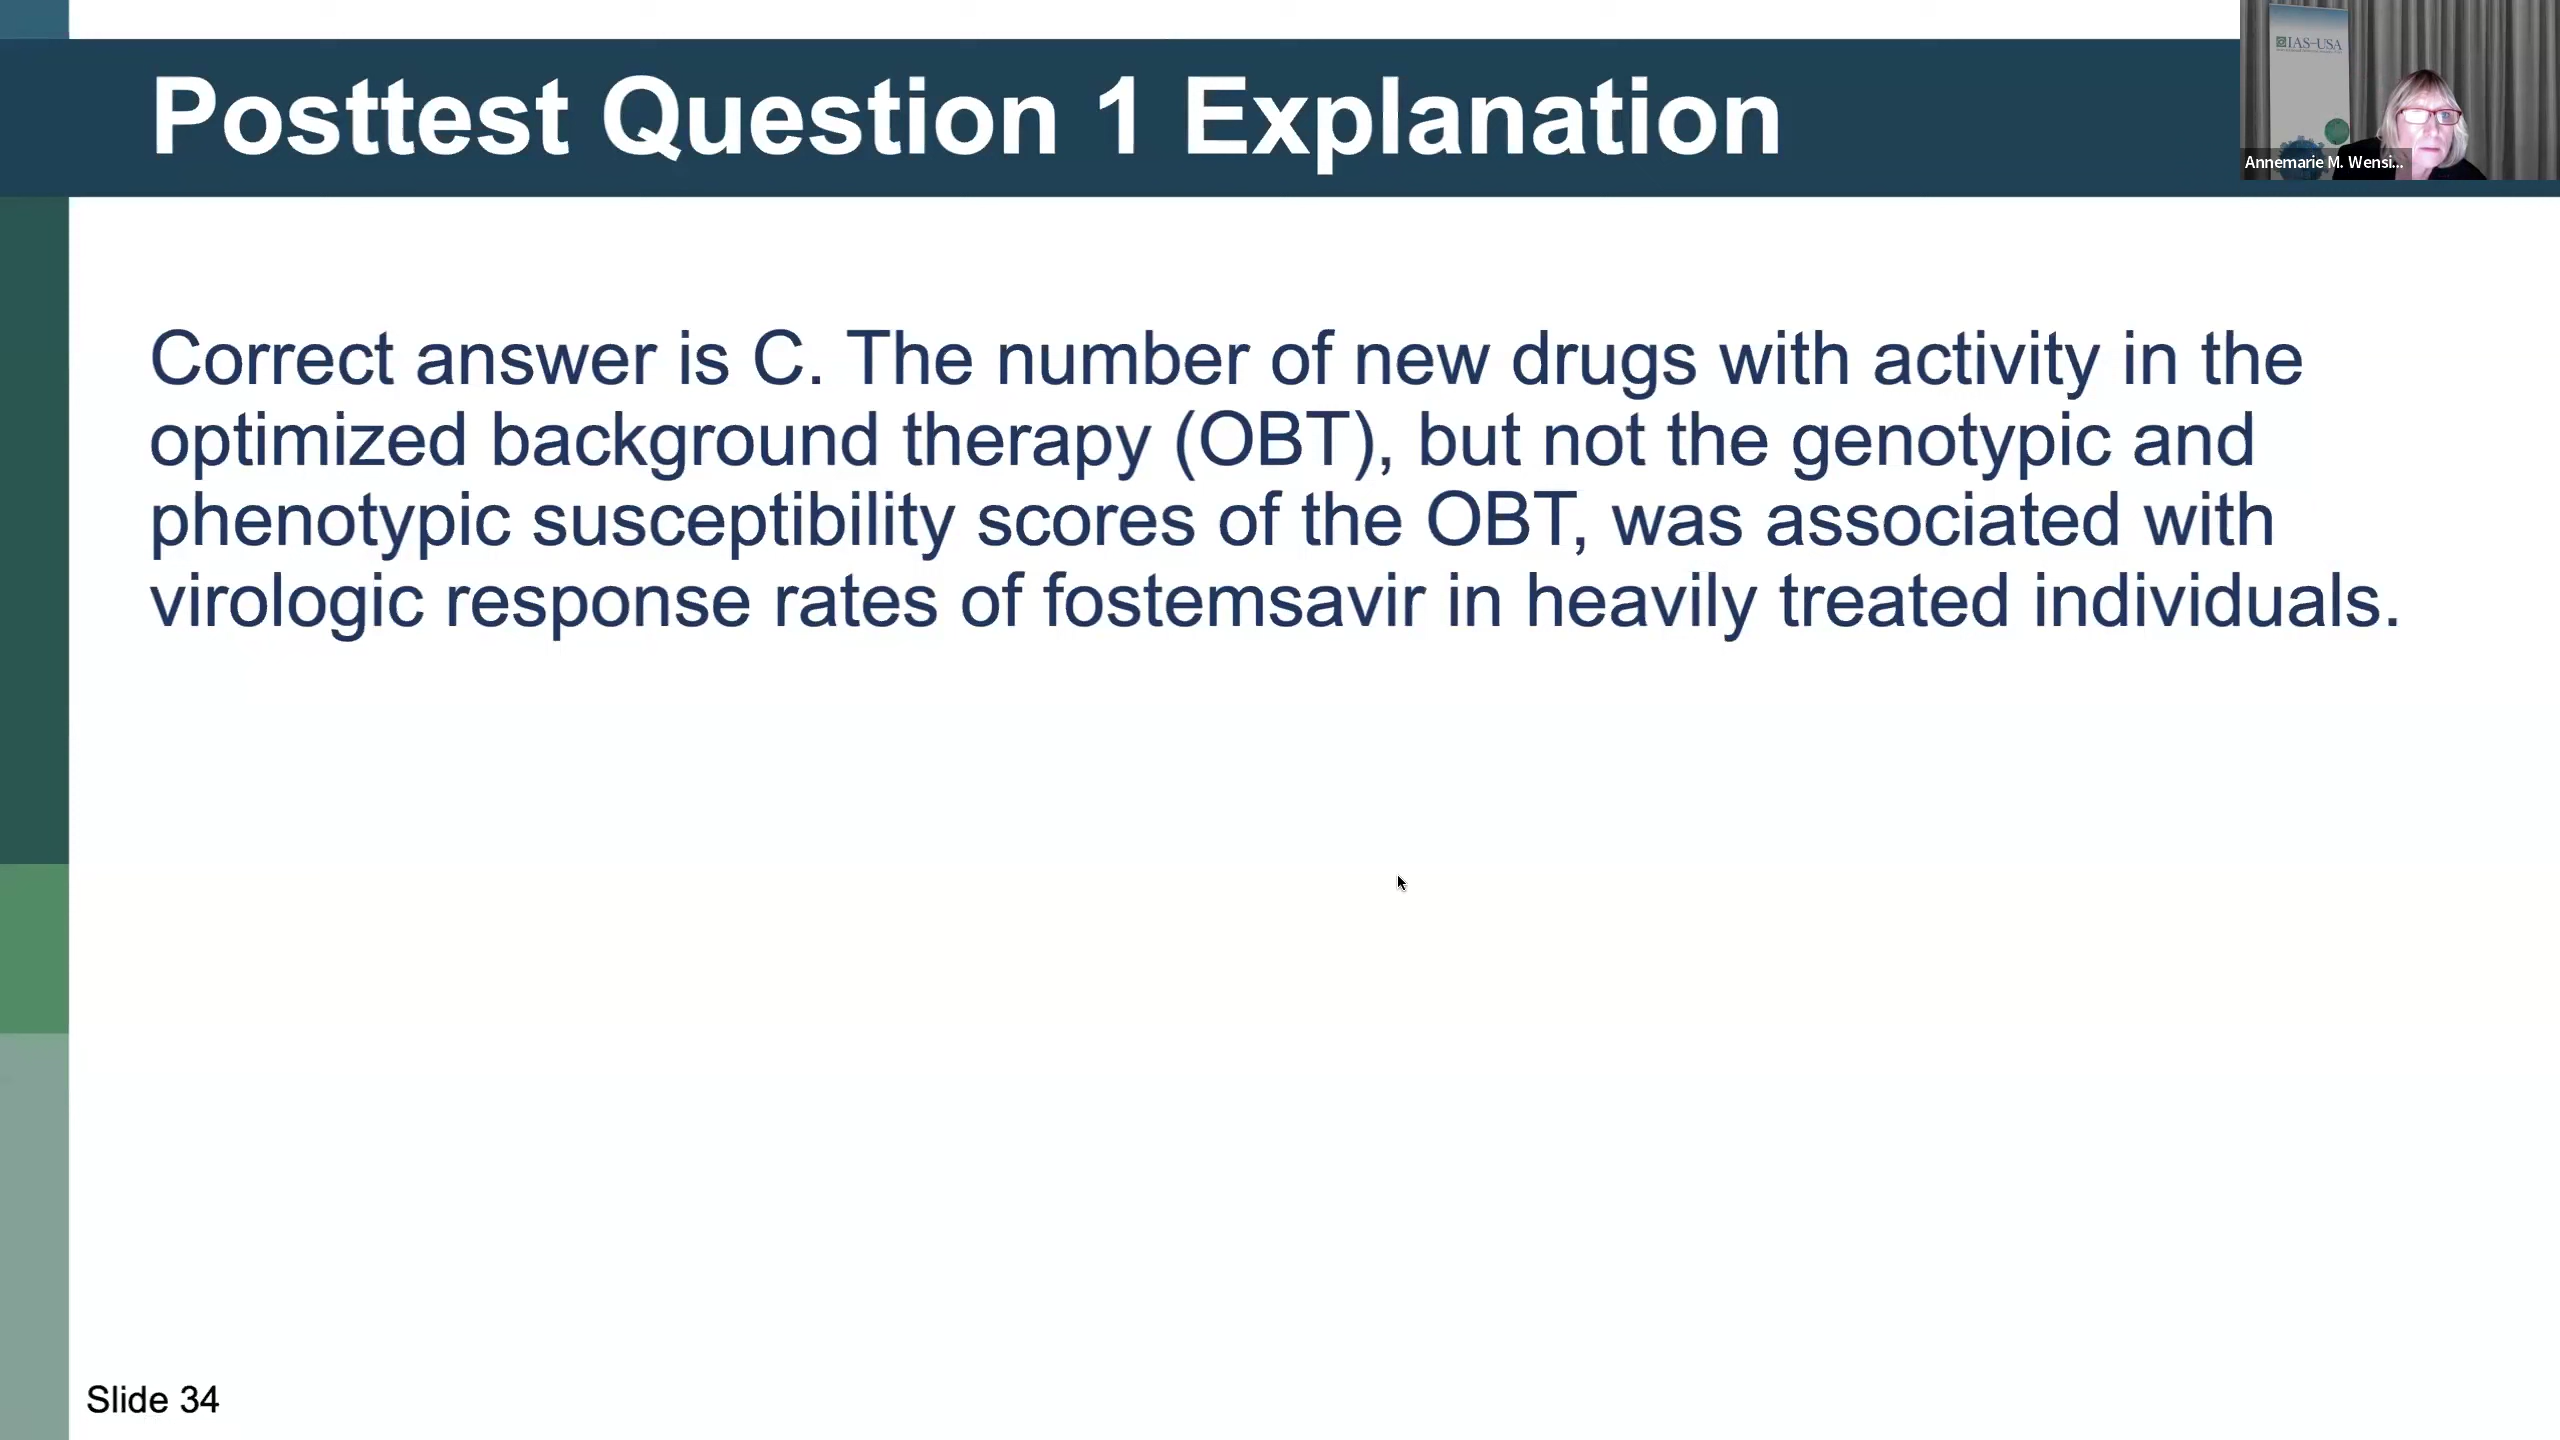 Posttest Question 1 Explanation
IAS-USA
Annemarie M. Wensi...
Correct answer is C. The number of new drugs with activity in the
optimized background therapy (OBT), but not the genotypic and
phenotypic susceptibility scores of the OBT, was associated with
virologic response rates of fostemsavir in heavily treated individuals.
Slide 34